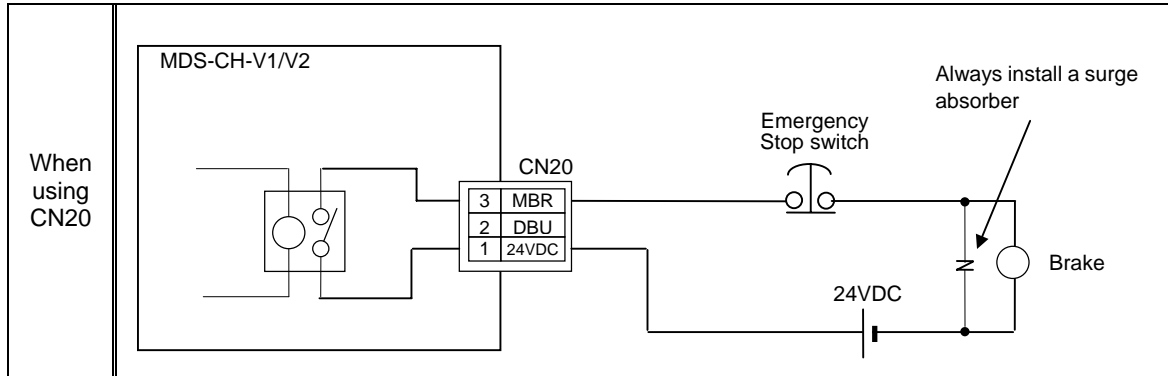 When
using
CN20
MDS-CH-V1/V2
CN20
3 MBR
2 DBU
1 24VDC
Emergency
Stop switch
Always install a surge
absorber
Brake
24VDC